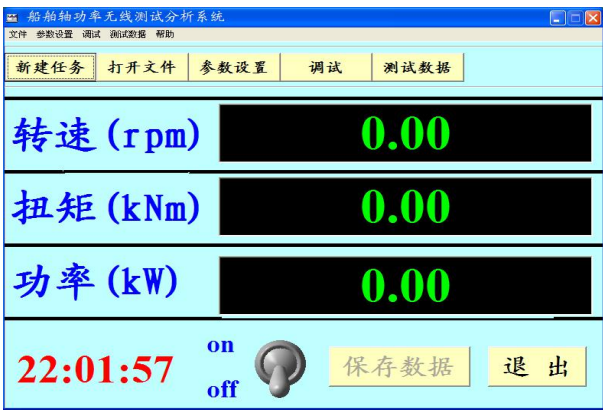 船舶轴功率无线测试分析系统
文件 参数设置 调试 测试数据 帮助
新建任务 打开文件 参数设置 调试 测试数据
转速(rpm) 0.00
扭矩(kNm) 0.00
功率(kW) 0.00
on
22:01:57 保存数据 退 出
off